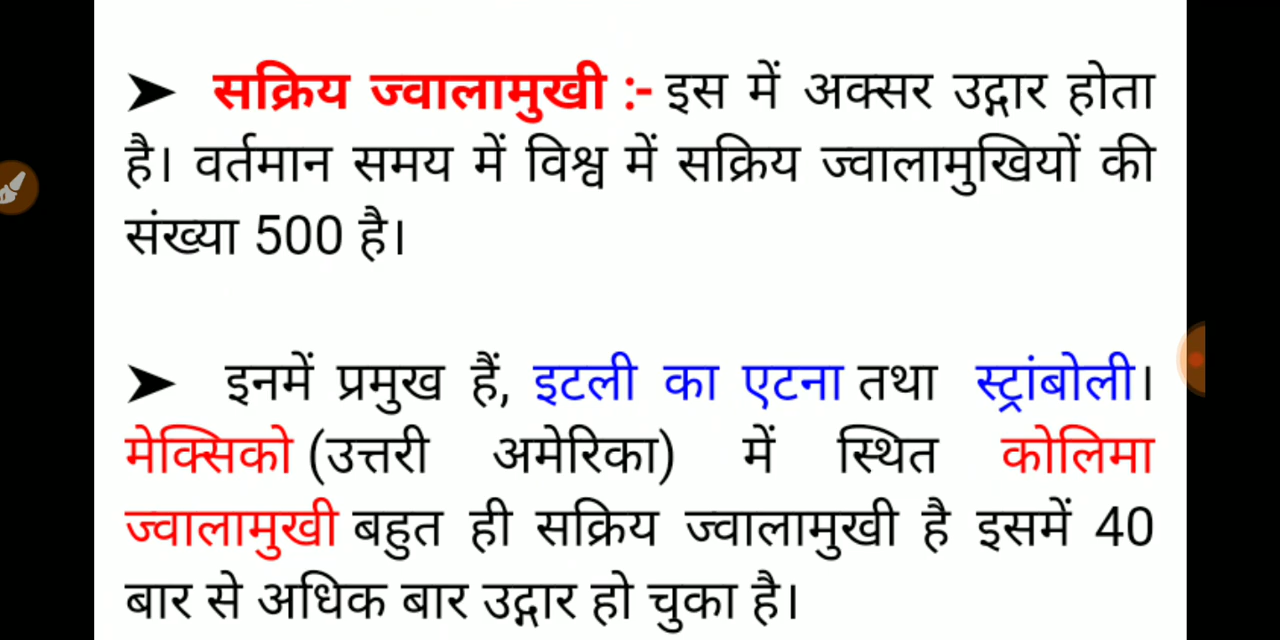 ➤ सक्रिय ज्वालामुखी :- इस में अक्सर उद्गार होता
है। वर्तमान समय में विश्व में सक्रिय ज्वालामुखियों की
संख्या 500 है।
➤ इनमें प्रमुख हैं, इटली का एटना तथा स्ट्रांबोली।
मेक्सिको (उत्तरी अमेरिका) में स्थित कोलिमा
ज्वालामुखी बहुत ही सक्रिय ज्वालामुखी है इसमें 40
बार से अधिक बार उद्गार हो चुका है।